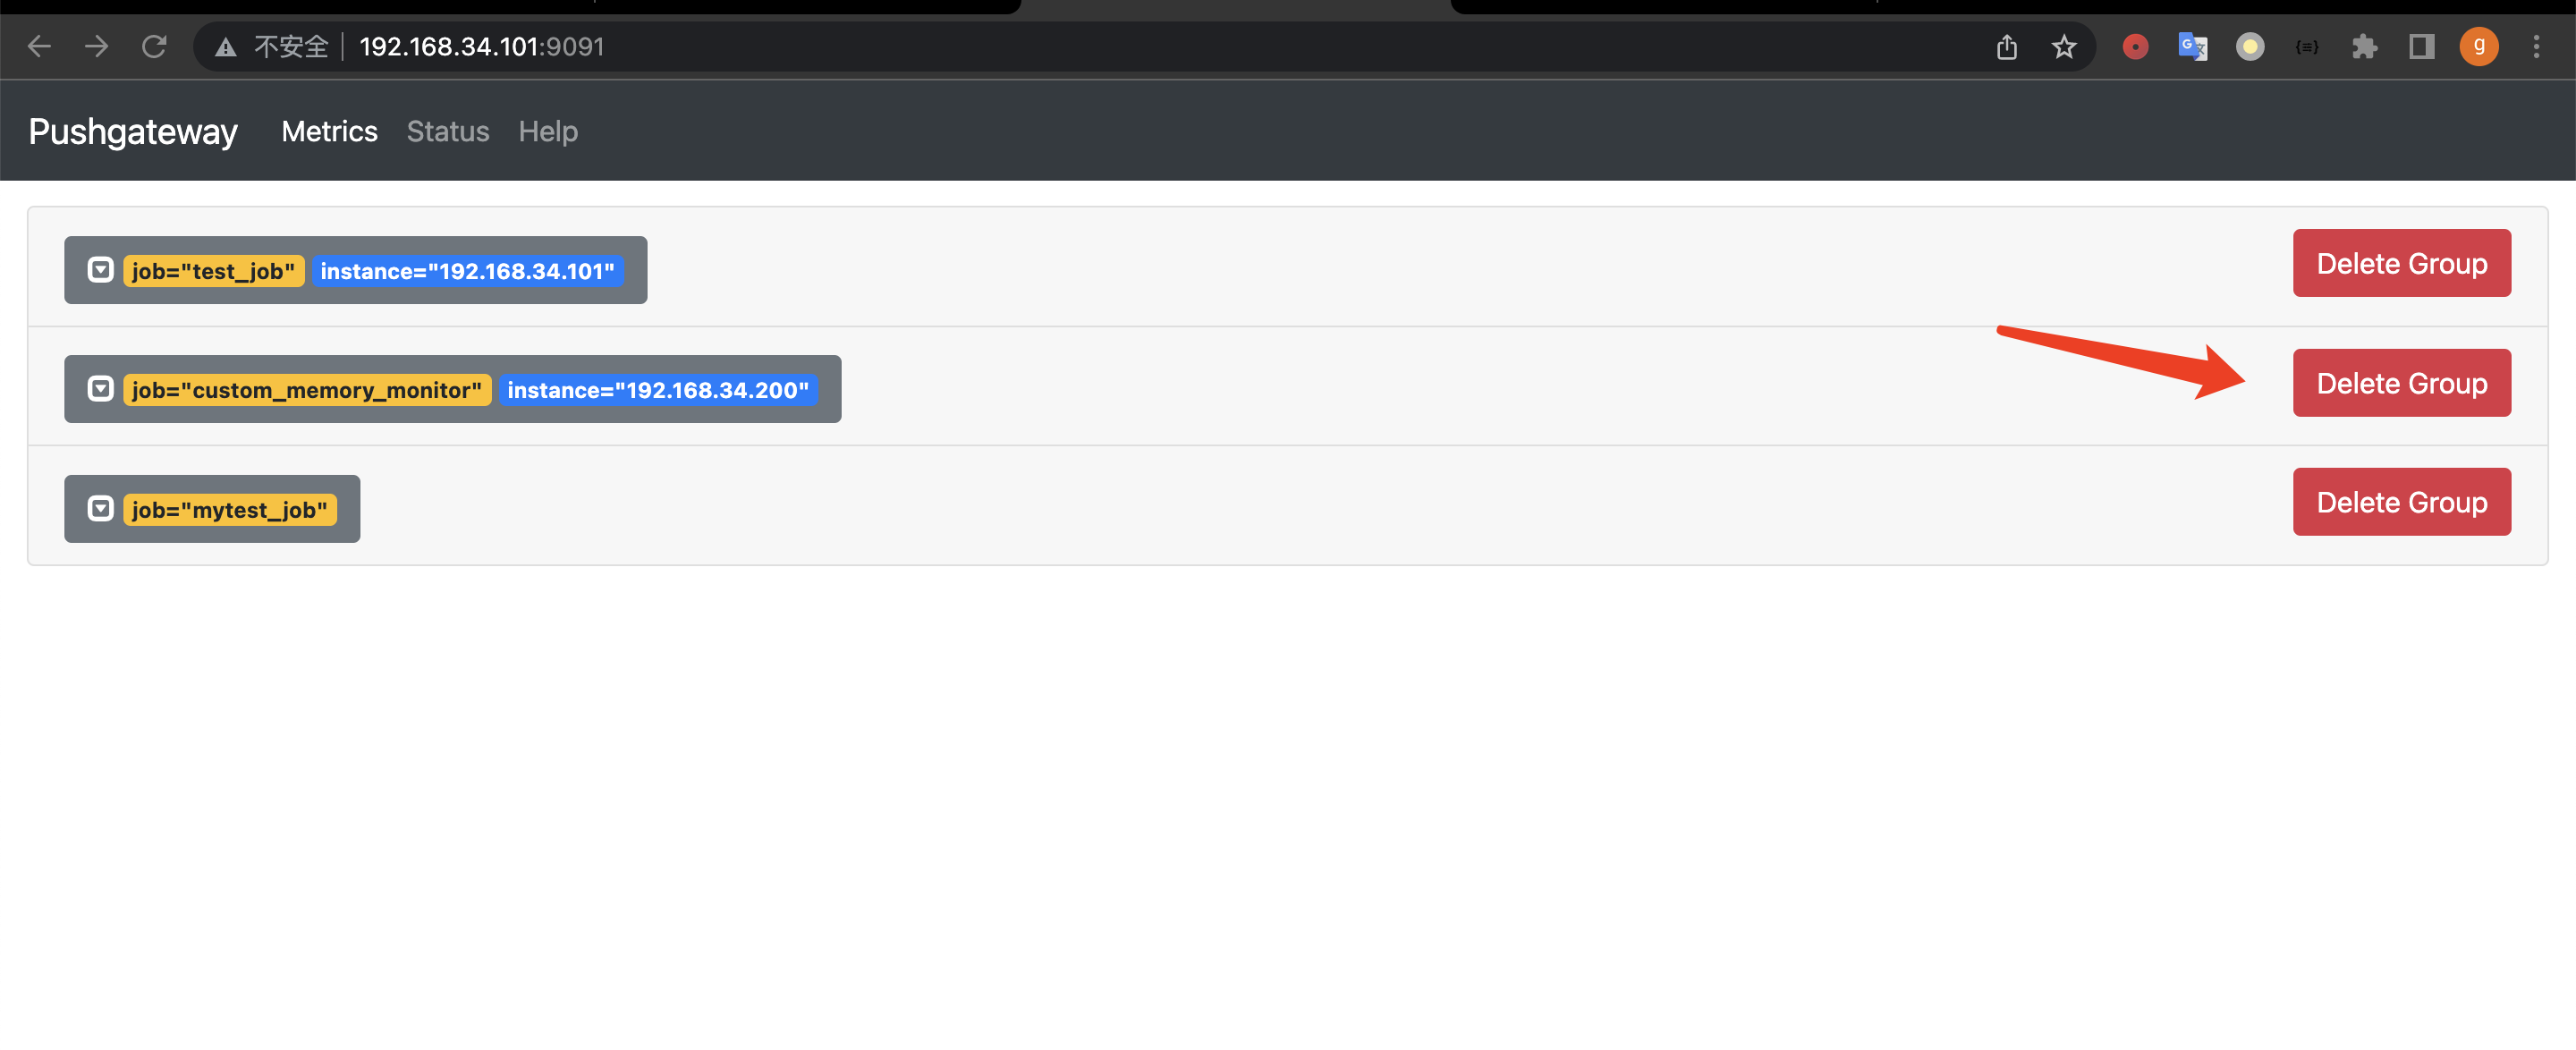 不安全 192.168.34.101:9091
g
Pushgateway Metrics Status Help
job="test_job" instance="192.168.34.101" Delete Group
job="custom_memory_monitor" instance="192.168.34.200" Delete Group
job="mytest_job" Delete Group